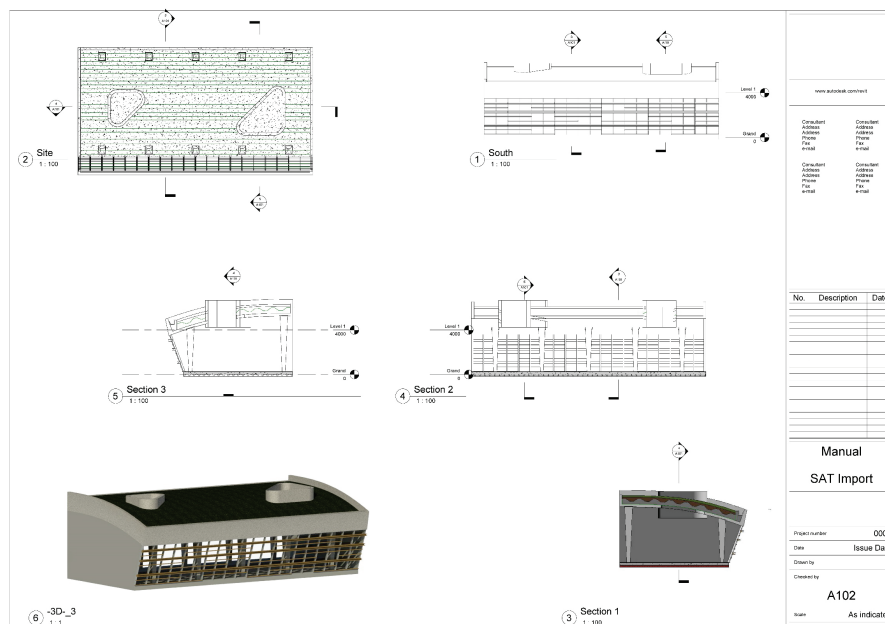 2 Site
1 : 100
1 South
1 : 100
Level 1
4000
Grand
0
5 Section 3
1 : 100
Level 1
4000
Grand
0
4 Section 2
1 : 100
Level 1
4000
Grand
0
6 -3D-_3
1 : 1
3 Section 1
1 : 100
www.autodesk.com/revit
Consultant Consultant
Address Address
Address Address
Phone Phone
Fax Fax
e-mail e-mail
Consultant Consultant
Address Address
Address Address
Phone Phone
Fax Fax
e-mail e-mail
No. Description Dat
Manual
SAT Import
Project number 000
Date Issue Da
Drawn by
Checked by
A102
Scale As indicate